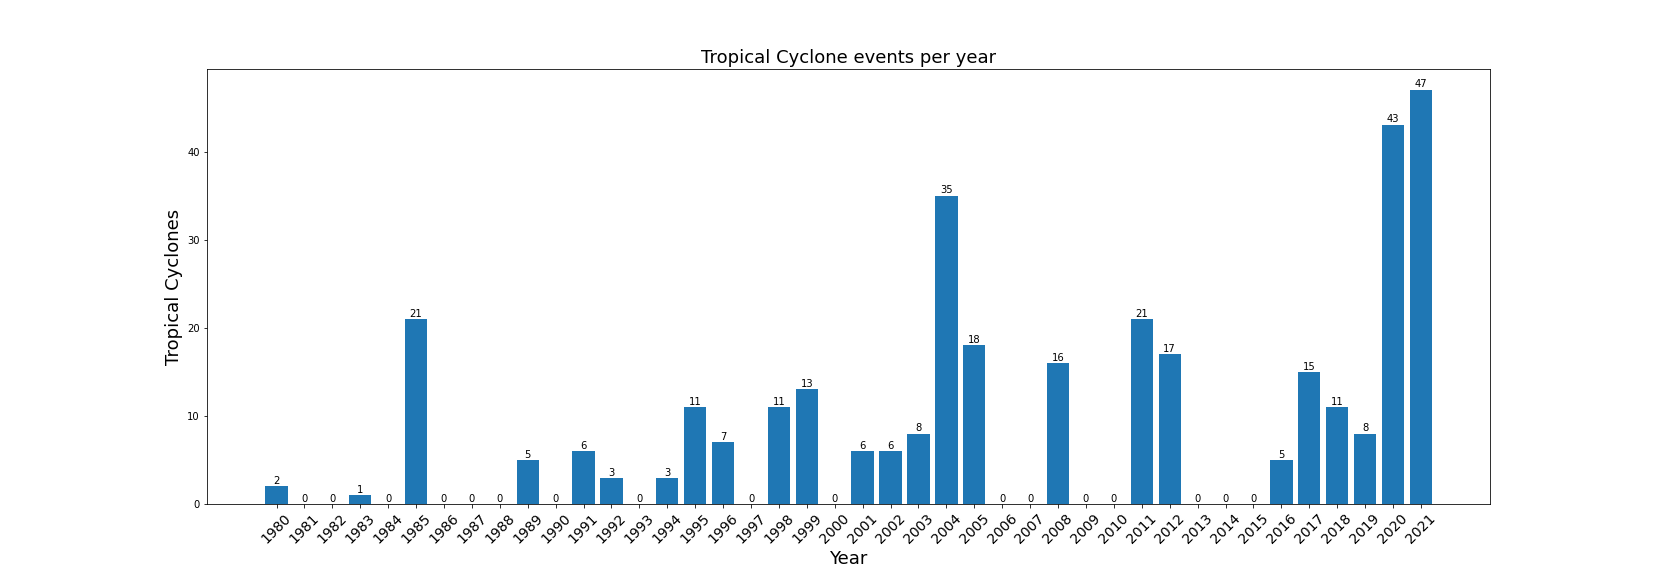 Tropical Cyclone events per year
Tropical Cyclones
40
30
20
10
0
2 0 0 1 0 21 0 0 0 5 0 6 3 0 3 11 7 0 11 13 0 6 6 8 35 18 0 0 16 0 0 21 17 0 0 0 5 15 11 8 43 47
1980 1981 1982 1983 1984 1985 1986 1987 1988 1989 1990 1991 1992 1993 1994 1995 1996 1997 1998 1999 2000 2001 2002 2003 2004 2005 2006 2007 2008 2009 2010 2011 2012 2013 2014 2015 2016 2017 2018 2019 2020 2021
Year